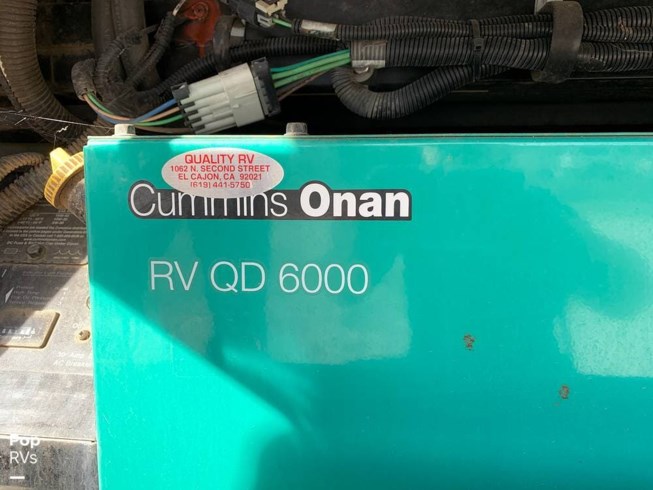 QUALITY RV
1062 N. SECOND STREET
EL CAJON, CA 92021
(619) 441-5750
Cummins Onan
RV QD 6000
Pop
RVs